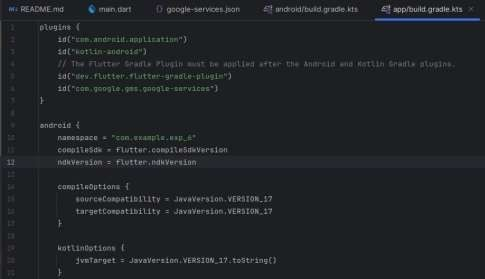 README.md main.dart google-services.json android/build.gradle.kts app/build.gradle.kts
1 plugins {
2 id("com.android.application")
3 id("kotlin-android")
4 // The Flutter Gradle Plugin must be applied after the Android and Kotlin Gradle plugins.
5 id("dev.flutter.flutter-gradle-plugin")
6 id("com.google.gms.google-services")
7 }
8
9 android {
10 namespace = "com.example.exp_6"
11 compileSdk = flutter.compileSdkVersion
12 ndkVersion = flutter.ndkVersion
13
14 compileOptions {
15 sourceCompatibility = JavaVersion.VERSION_17
16 targetCompatibility = JavaVersion.VERSION_17
17 }
18
19 kotlinOptions {
20 jvmTarget = JavaVersion.VERSION_17.toString()
21 }